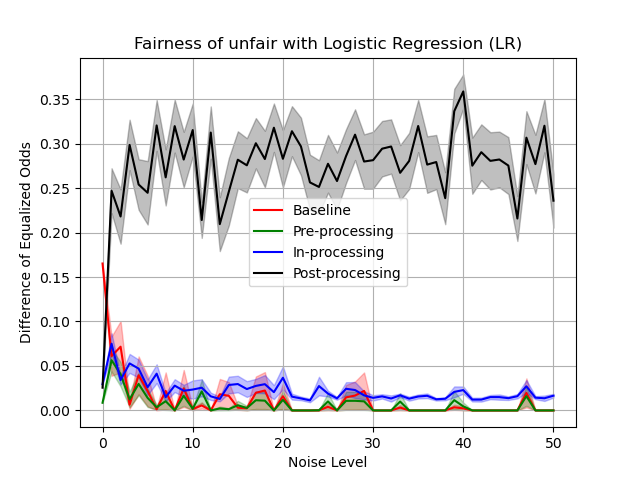 Fairness of unfair with Logistic Regression (LR)
Difference of Equalized Odds
0.35
0.30
0.25
0.20
0.15
0.10
0.05
0.00
Baseline
Pre-processing
In-processing
Post-processing
0 10 20 30 40 50
Noise Level